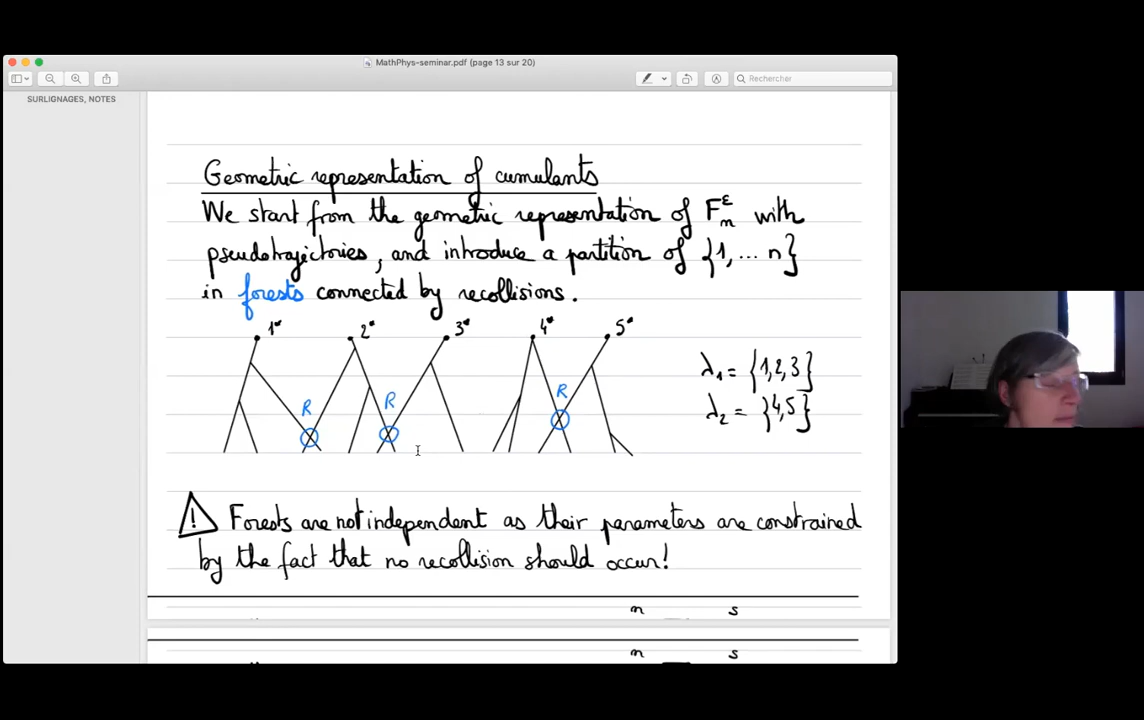 MathPhys-seminar.pdf (page 13 sur 20)
Rechercher
SURLIGNAGES, NOTES
Geometric representation of cumulants
We start from the geometric representation of Fᵋₙ with
pseudotrajectories, and introduce a partition of {1, ... n}
in forests connected by recollisions.
1* 2* 3* 4* 5*
λ₁ = {1,2,3}
R R R
λ₂ = {4,5}
! Forests are not independent as their parameters are constrained
by the fact that no recollision should occur!
n s
n s